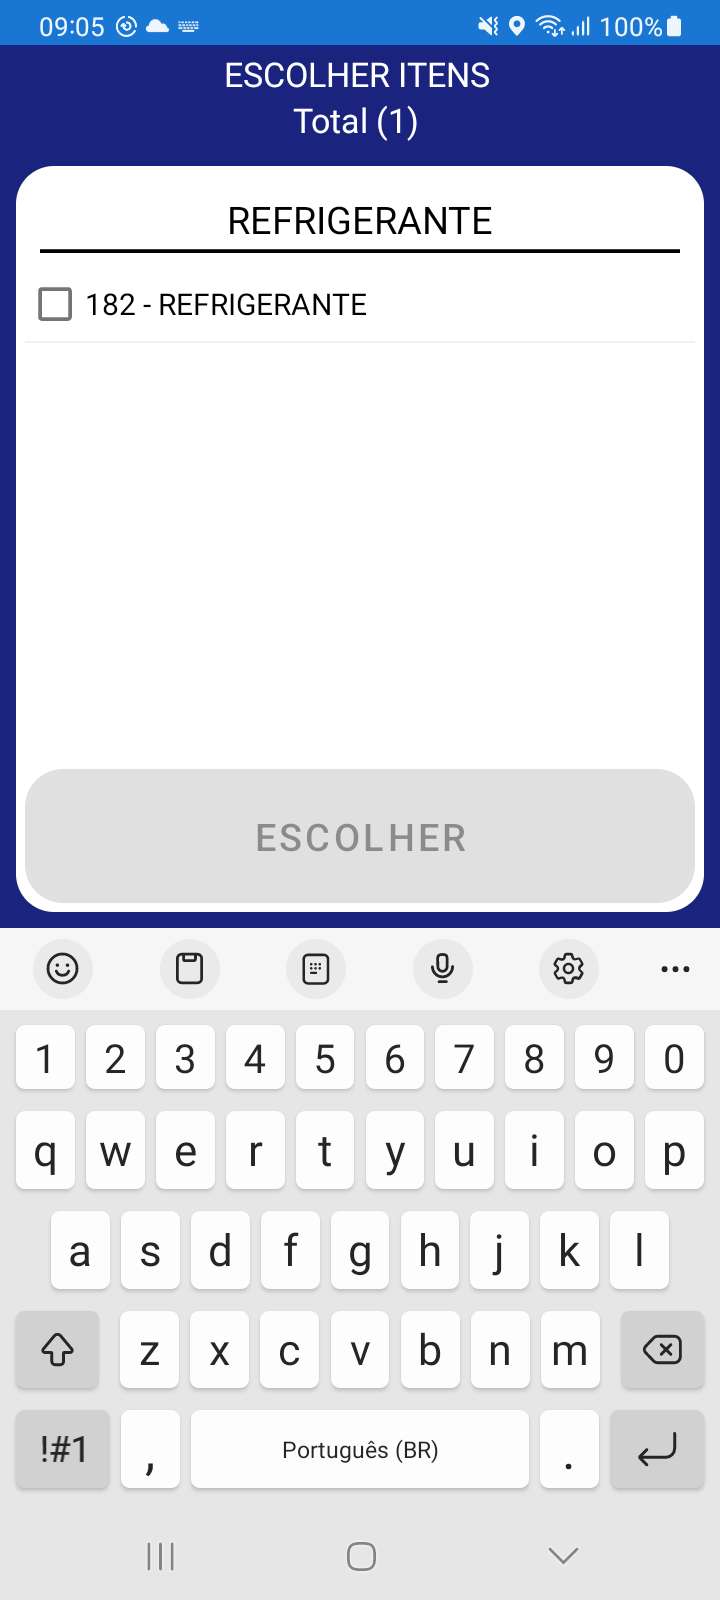 09:05 100%
ESCOLHER ITENS
Total (1)
REFRIGERANTE
182 - REFRIGERANTE
ESCOLHER
1 2 3 4 5 6 7 8 9 0
q w e r t y u i o p
a s d f g h j k l
z x c v b n m
!#1 , Português (BR) .